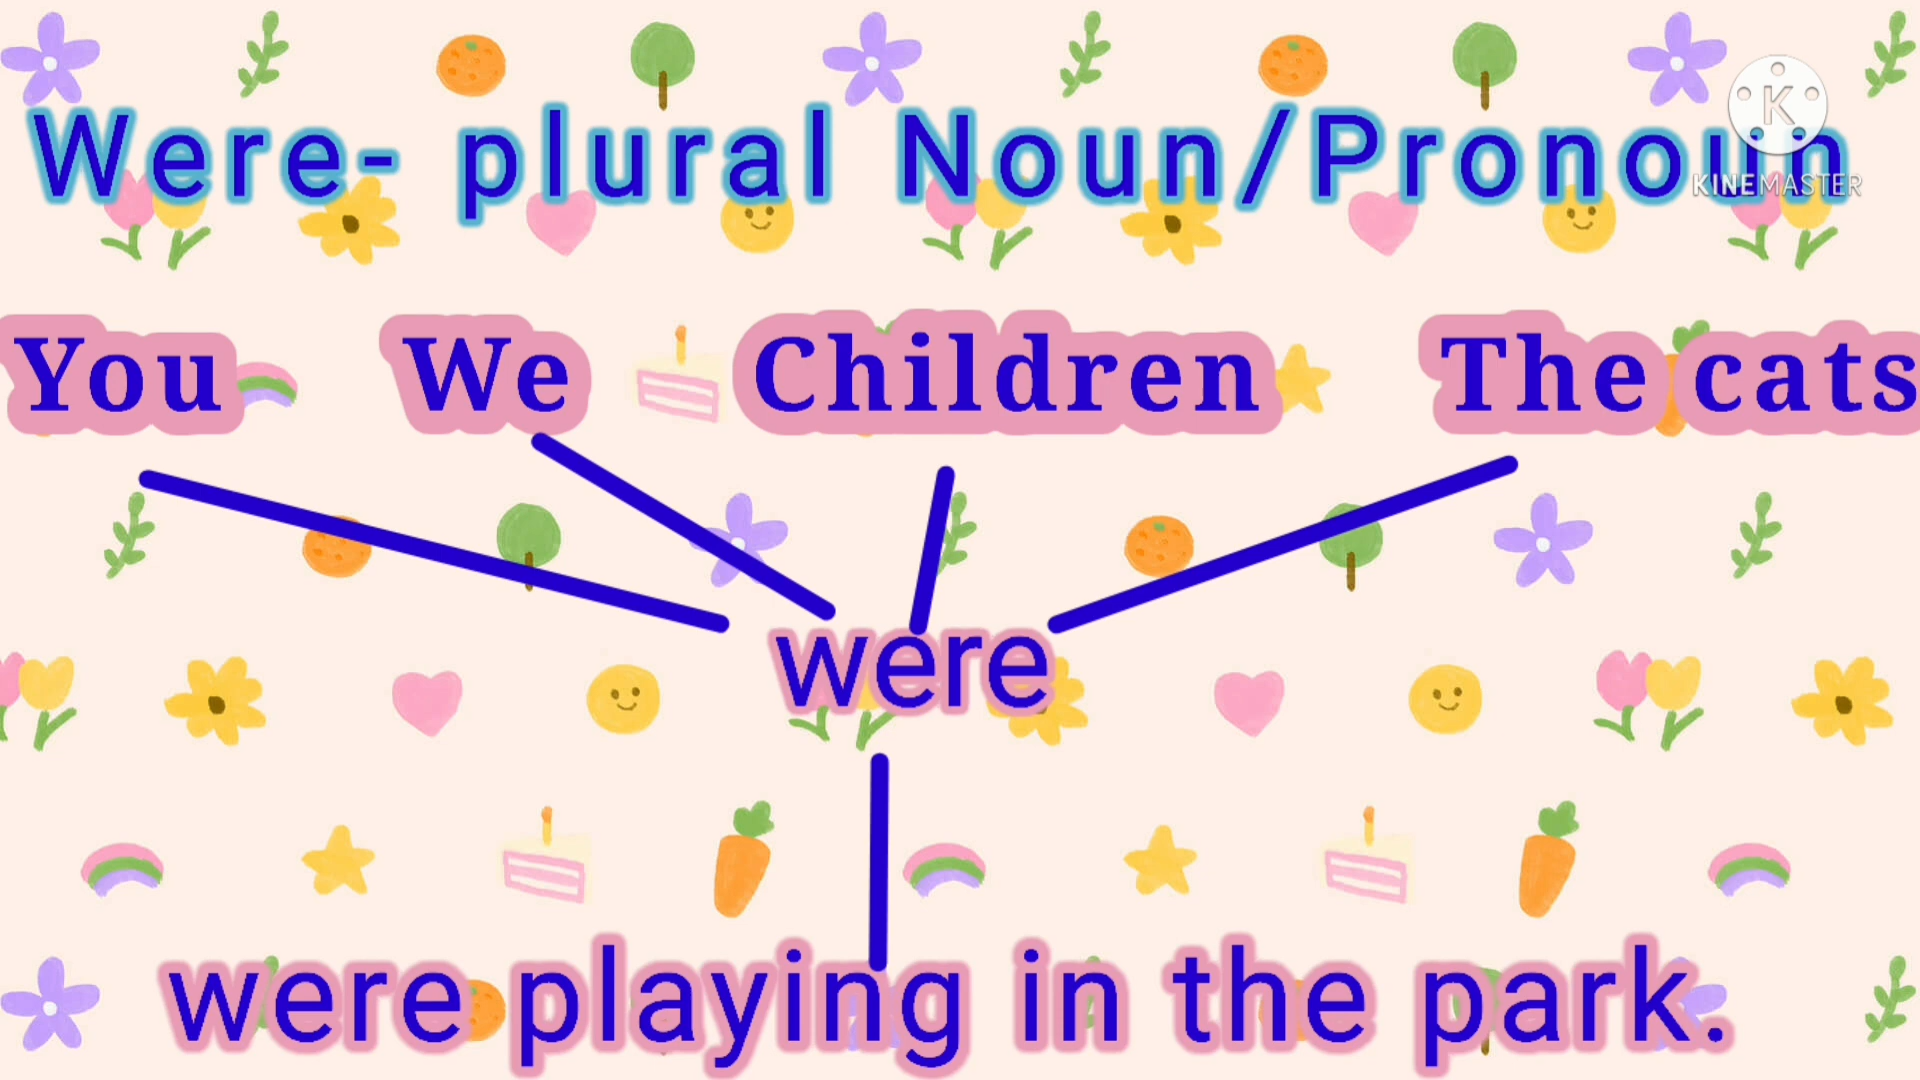 Were- plural Noun/Pronoun
KINEMASTER
You We Children The cats
were
were playing in the park.